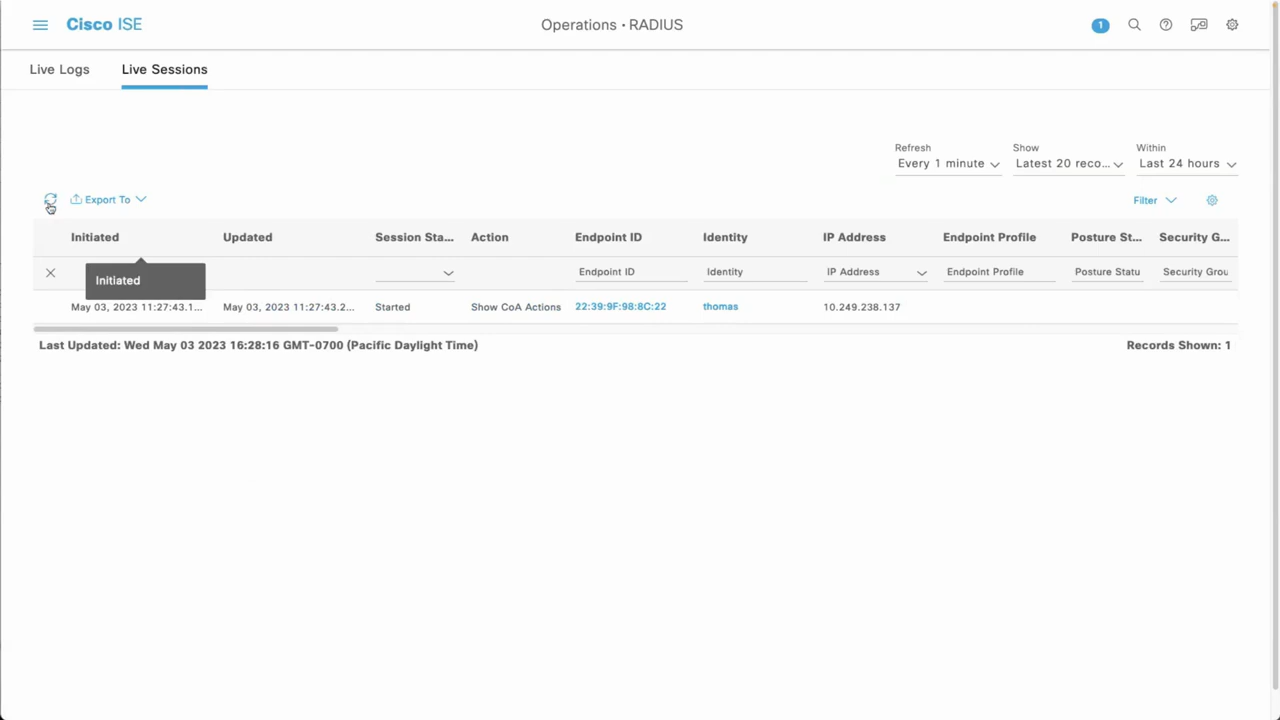 Cisco ISE
Operations • RADIUS
1
Live Logs
Live Sessions
Refresh
Show
Within
Every 1 minute
Latest 20 reco...
Last 24 hours
Export To
Filter
Initiated Updated Session Sta... Action Endpoint ID Identity IP Address Endpoint Profile Posture St... Security G...
Initiated
Endpoint ID Identity IP Address Endpoint Profile Posture Statu Security Grou
May 03, 2023 11:27:43.1... May 03, 2023 11:27:43.2... Started Show CoA Actions 22:39:9F:98:8C:22 thomas 10.249.238.137
Last Updated: Wed May 03 2023 16:28:16 GMT-0700 (Pacific Daylight Time)
Records Shown: 1